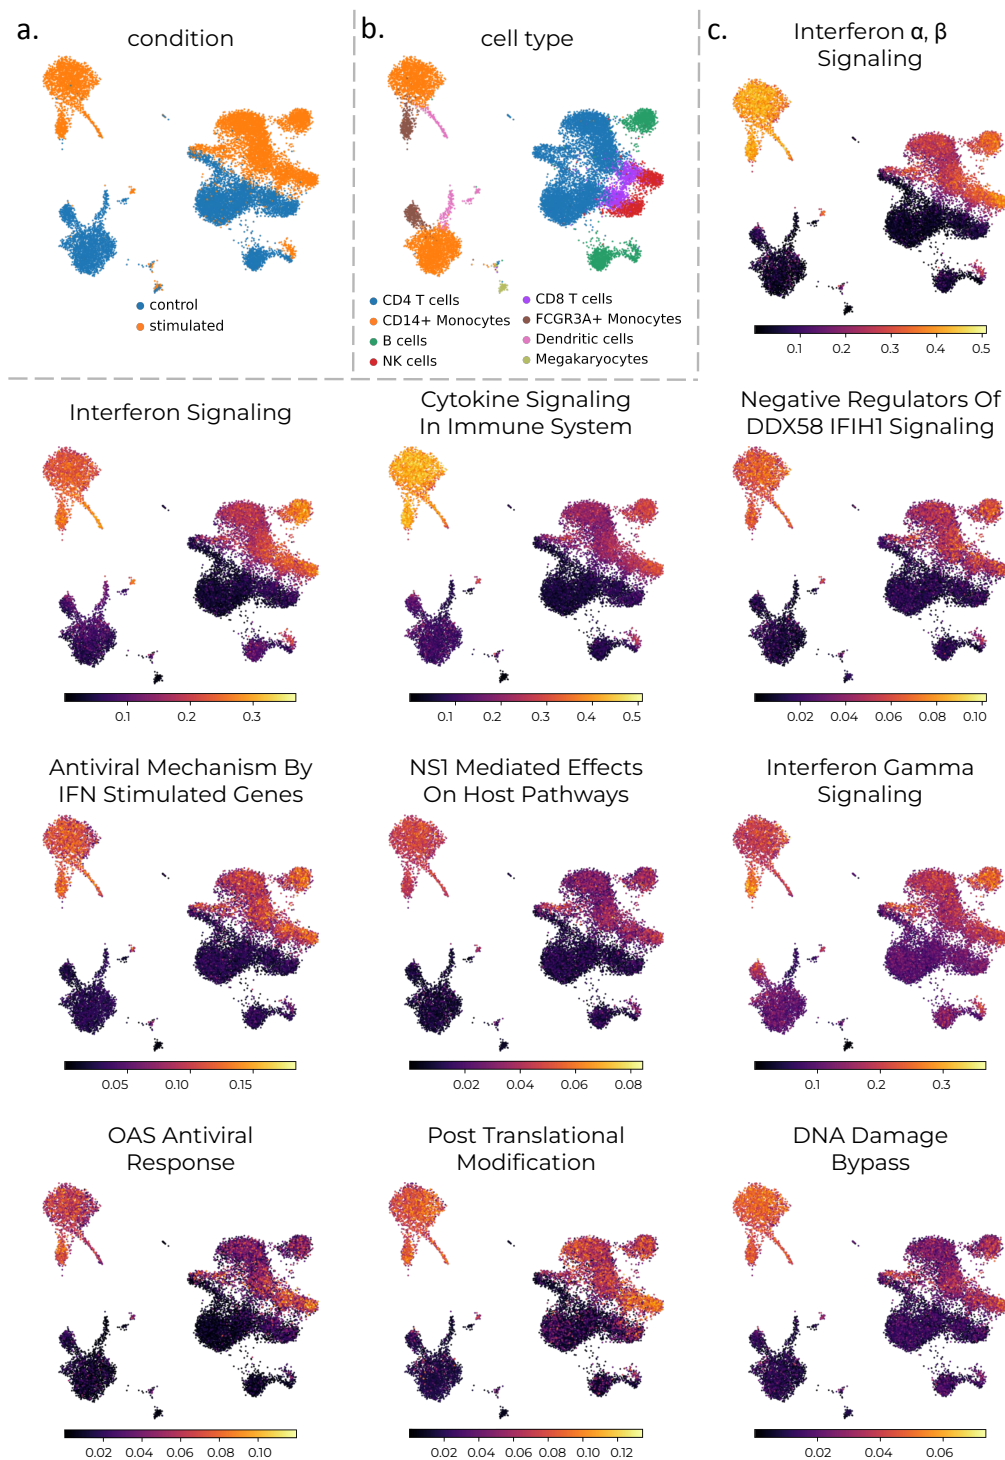 a.
condition
control
stimulated
b.
cell type
CD4 T cells
CD14+ Monocytes
B cells
NK cells
CD8 T cells
FCGR3A+ Monocytes
Dendritic cells
Megakaryocytes
c.
Interferon α, β
Signaling
0.1 0.2 0.3 0.4 0.5
Interferon Signaling
0.1 0.2 0.3
Cytokine Signaling
In Immune System
0.1 0.2 0.3 0.4 0.5
Negative Regulators Of
DDX58 IFIH1 Signaling
0.02 0.04 0.06 0.08 0.10
Antiviral Mechanism By
IFN Stimulated Genes
0.05 0.10 0.15
NS1 Mediated Effects
On Host Pathways
0.02 0.04 0.06 0.08
Interferon Gamma
Signaling
0.1 0.2 0.3
OAS Antiviral
Response
0.02 0.04 0.06 0.08 0.10
Post Translational
Modification
0.02 0.04 0.06 0.08 0.10 0.12
DNA Damage
Bypass
0.02 0.04 0.06